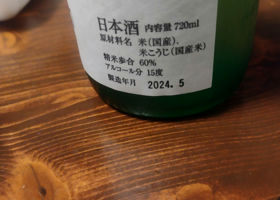 日本酒 内容量 720ml
原材料名 米(国産)、
米こうじ(国産米)
精米歩合 60%
アルコール分 15度
製造年月 2024.5